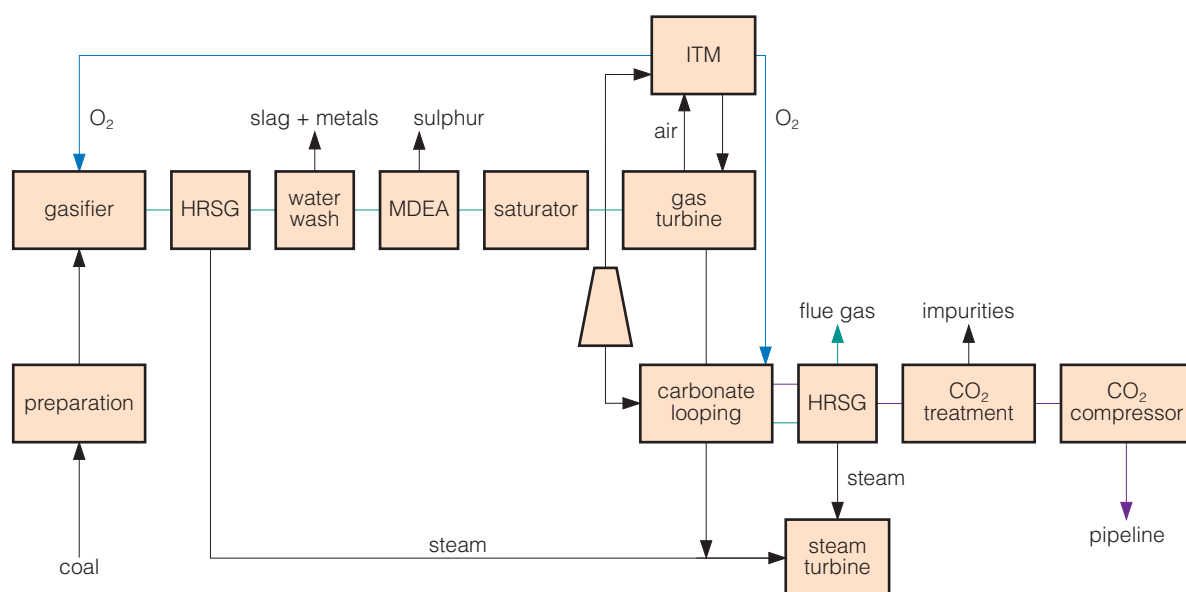 ITM
O₂
slag + metals
sulphur
air
O₂
gasifier
HRSG
water
wash
MDEA
saturator
gas
turbine
flue gas
impurities
preparation
carbonate
looping
HRSG
CO₂
treatment
CO₂
compressor
steam
coal
steam
steam
turbine
pipeline